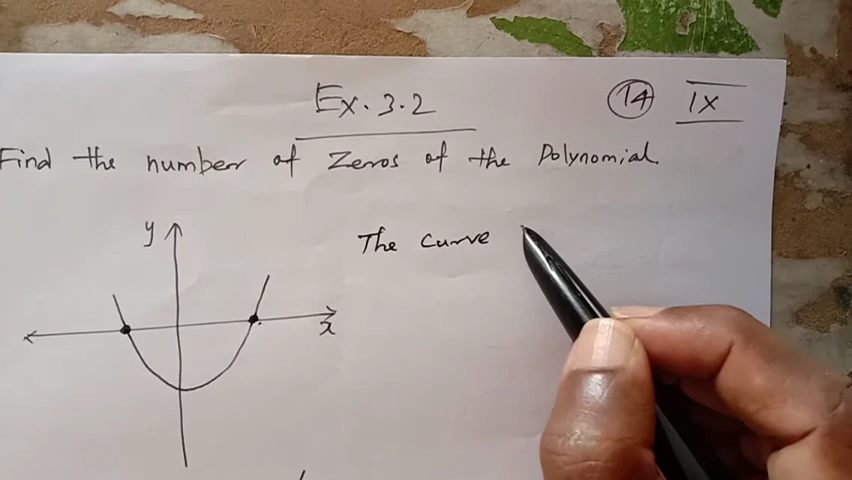 Ex. 3.2
14 IX
Find the number of Zeros of the Polynomial.
y
The curve
x